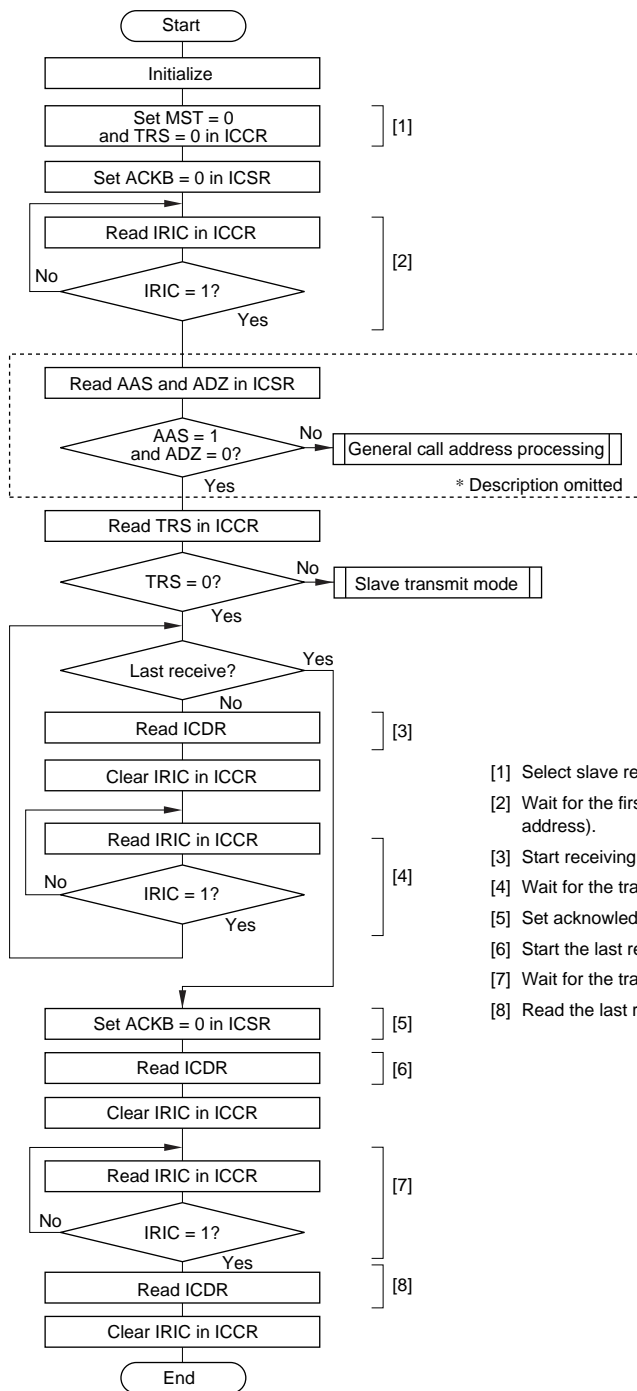 Start
Initialize
Set MST = 0
and TRS = 0 in ICCR
[1]
Set ACKB = 0 in ICSR
Read IRIC in ICCR
[2]
No
IRIC = 1?
Yes
Read AAS and ADZ in ICSR
AAS = 1
and ADZ = 0?
No
General call address processing
Yes
* Description omitted
Read TRS in ICCR
TRS = 0?
No
Slave transmit mode
Yes
Last receive?
Yes
No
Read ICDR
[3]
Clear IRIC in ICCR
Read IRIC in ICCR
[4]
No
IRIC = 1?
Yes
Set ACKB = 0 in ICSR
[5]
Read ICDR
[6]
Clear IRIC in ICCR
Read IRIC in ICCR
[7]
No
IRIC = 1?
Yes
Read ICDR
[8]
Clear IRIC in ICCR
End
[1] Select slave re
[2] Wait for the firs
address).
[3] Start receiving
[4] Wait for the tra
[5] Set acknowled
[6] Start the last re
[7] Wait for the tra
[8] Read the last r